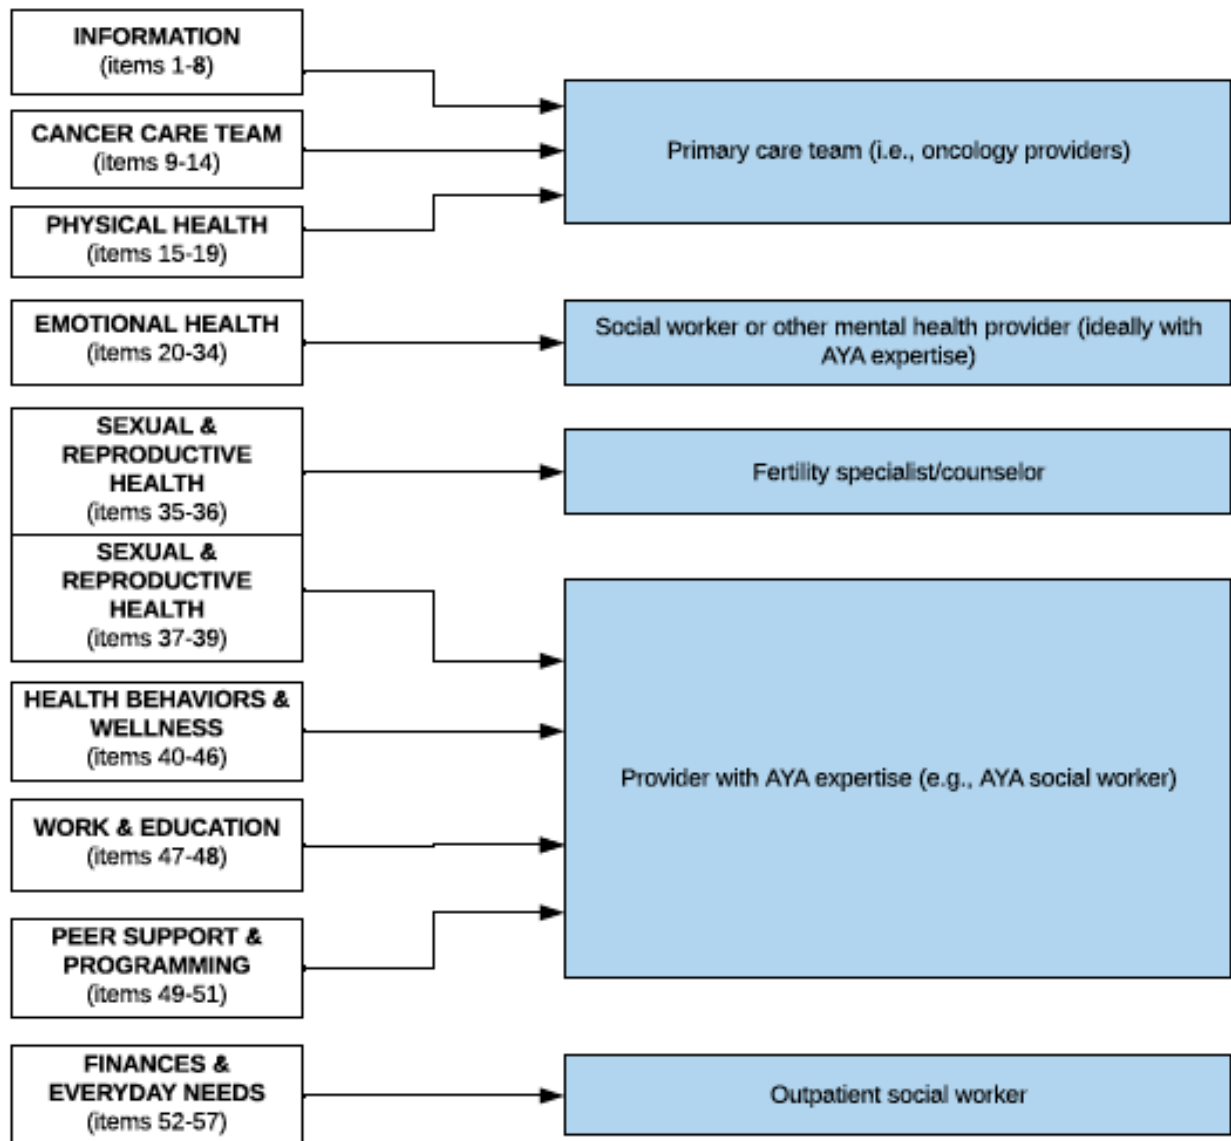 INFORMATION
(items 1-8)
CANCER CARE TEAM
(items 9-14)
PHYSICAL HEALTH
(items 15-19)
Primary care team (i.e., oncology providers)
EMOTIONAL HEALTH
(items 20-34)
Social worker or other mental health provider (ideally with
AYA expertise)
SEXUAL &
REPRODUCTIVE
HEALTH
(items 35-36)
Fertility specialist/counselor
SEXUAL &
REPRODUCTIVE
HEALTH
(items 37-39)
HEALTH BEHAVIORS &
WELLNESS
(items 40-46)
WORK & EDUCATION
(items 47-48)
PEER SUPPORT &
PROGRAMMING
(items 49-51)
Provider with AYA expertise (e.g., AYA social worker)
FINANCES &
EVERYDAY NEEDS
(items 52-57)
Outpatient social worker